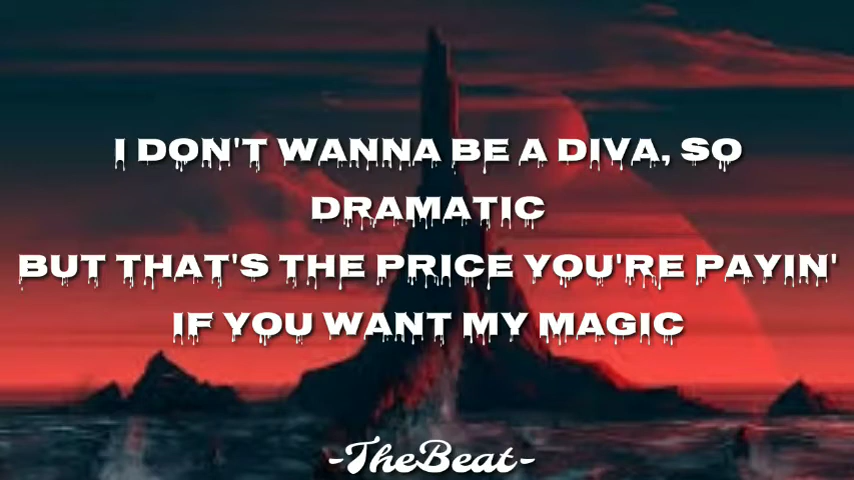 I DON'T WANNA BE A DIVA, SO
DRAMATIC
BUT THAT'S THE PRICE YOU'RE PAYIN'
IF YOU WANT MY MAGIC
-TheBeat-